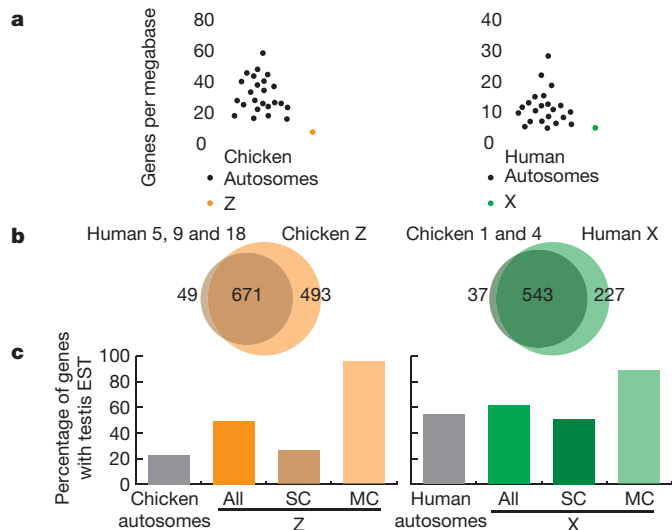 a
Genes per megabase
80
60
40
20
0
Chicken
Autosomes
Z
40
30
20
10
0
Human
Autosomes
X
b
Human 5, 9 and 18
Chicken Z
49
671
493
Chicken 1 and 4
Human X
37
543
227
c
Percentage of genes
with testis EST
100
80
60
40
20
0
Chicken
autosomes
All
SC
MC
Z
Human
autosomes
All
SC
MC
X